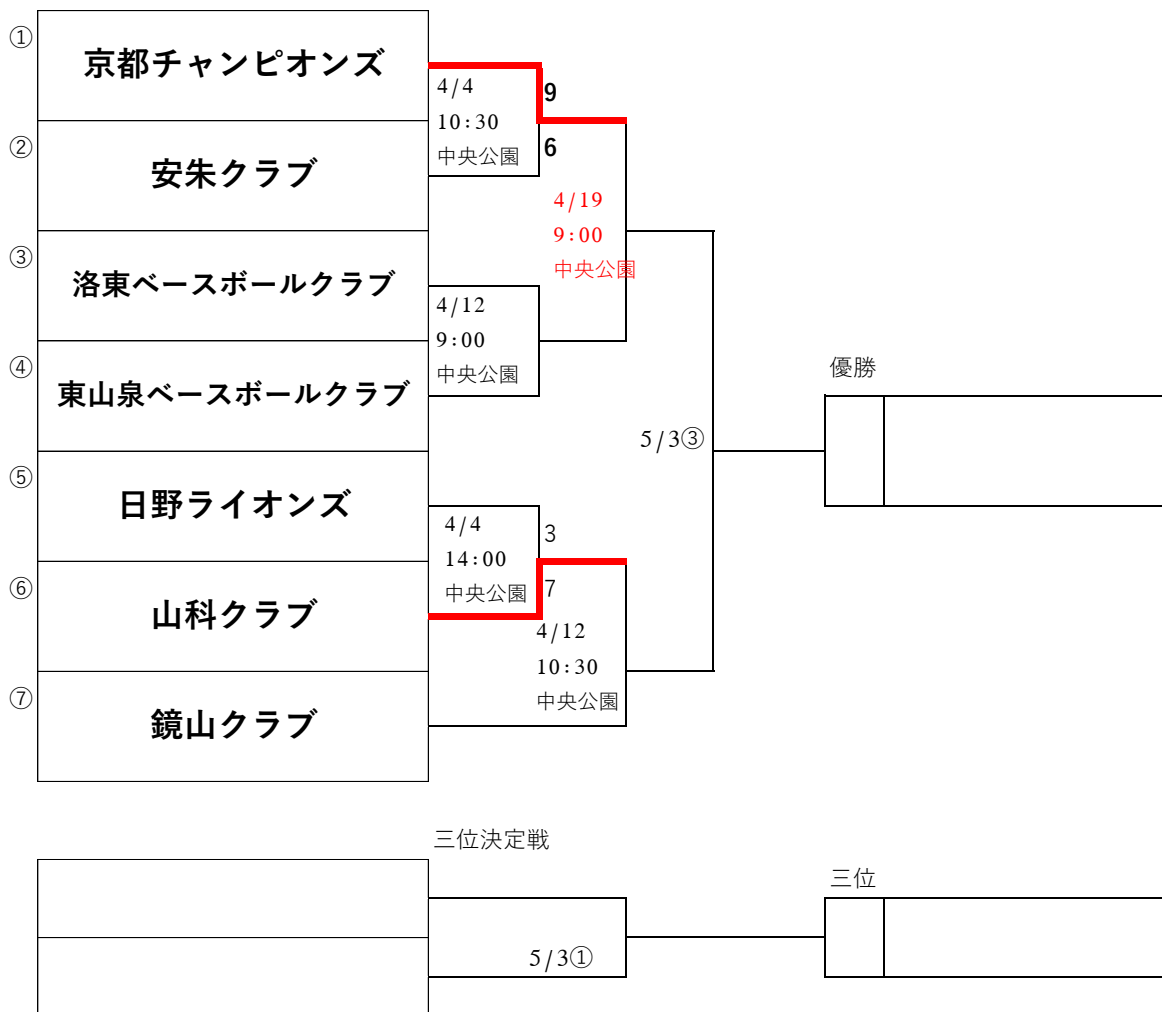 ①
京都チャンピオンズ
4/4
10:30
中央公園
9
6
②
安朱クラブ
4/19
9:00
中央公園
③
洛東ベースボールクラブ
4/12
9:00
中央公園
④
東山泉ベースボールクラブ
優勝
5/3③
⑤
日野ライオンズ
4/4
14:00
中央公園
3
7
⑥
山科クラブ
4/12
10:30
中央公園
⑦
鏡山クラブ
三位決定戦
三位
5/3①